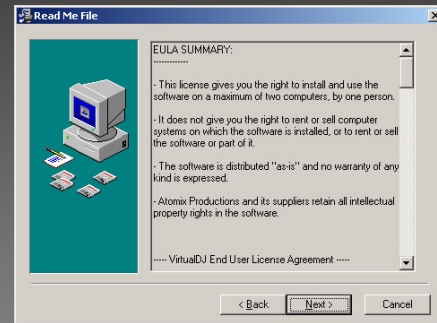 Read Me File
EULA SUMMARY:
-------------
- This license gives you the right to install and use the
software on a maximum of two computers, by one person.
- It does not give you the right to rent or sell computer
systems on which the software is installed, or to rent or sell
the software or part of it.
- The software is distributed "as-is" and no warranty of any
kind is expressed.
- Atomix Productions and its suppliers retain all intellectual
property rights in the software.
----- VirtualDJ End User License Agreement -----
< Back
Next >
Cancel